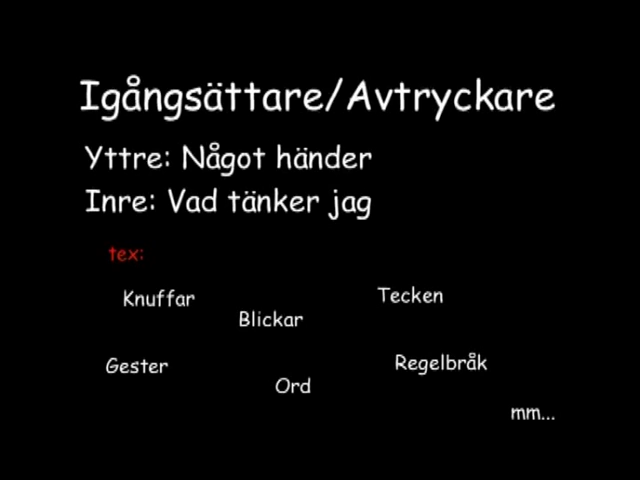 Igångsättare/Avtryckare
Yttre: Något händer
Inre: Vad tänker jag
tex:
Knuffar
Tecken
Blickar
Gester
Regelbråk
Ord
mm...